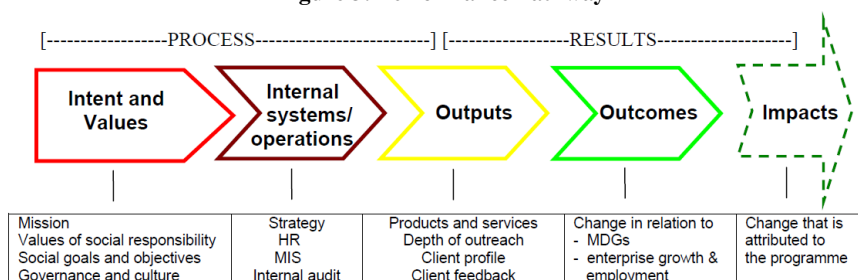 [-----------------PROCESS-------------------------] [-----------------RESULTS--------------------]
Intent and
Values
Internal
systems/
operations
Outputs
Outcomes
Impacts
Mission
Values of social responsibility
Social goals and objectives
Governance and culture
Strategy
HR
MIS
Internal audit
Products and services
Depth of outreach
Client profile
Client feedback
Change in relation to
- MDGs
- enterprise growth &
employment
Change that is
attributed to
the programme